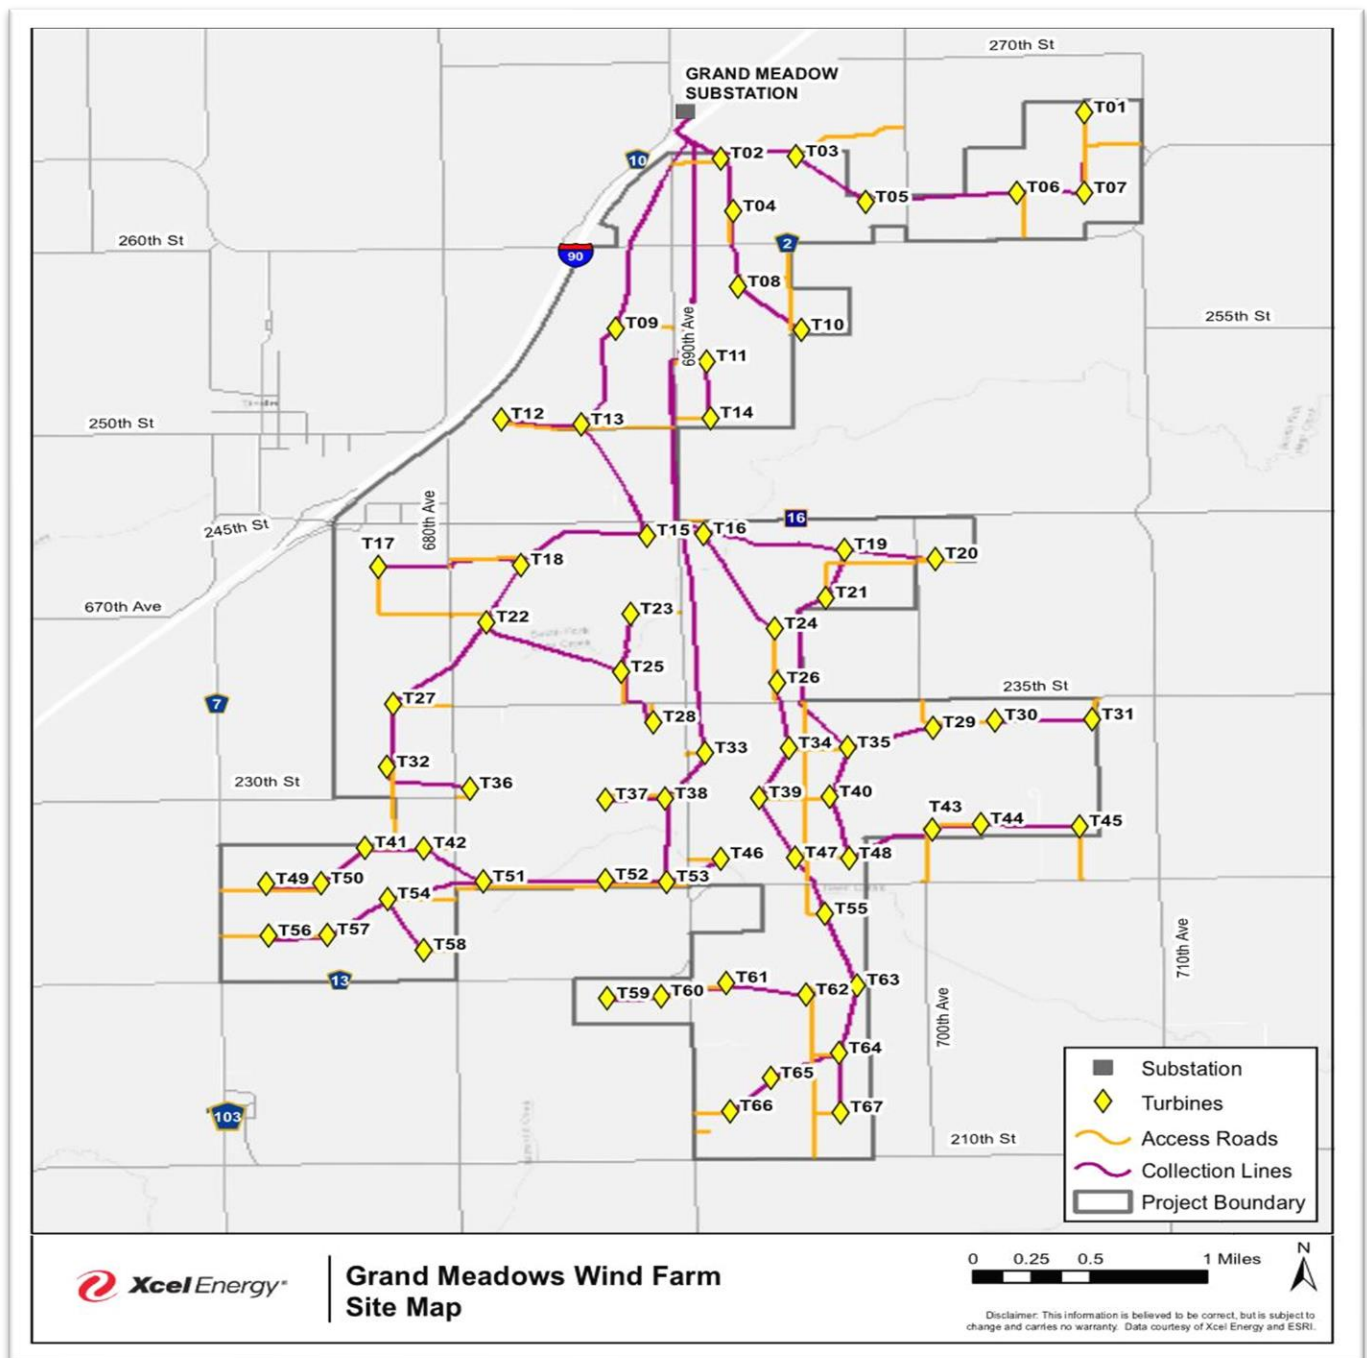 270th St
GRAND MEADOW
SUBSTATION
T01
10
T02
T03
T05
T06
T07
T04
260th St
90
2
T08
T09
T10
255th St
690th Ave
T11
T12
T13
T14
250th St
680th Ave
245th St
T15
T16
16
T17
T18
T19
T20
T21
670th Ave
T22
T23
T24
T25
T26
235th St
7
T27
T28
T29
T30
T31
T32
T33
T34
T35
230th St
T36
T37
T38
T39
T40
T41
T42
T43
T44
T45
T46
T47
T48
T49
T50
T51
T52
T53
T54
T55
T56
T57
T58
13
T59
T60
T61
T62
T63
700th Ave
710th Ave
T64
T65
T66
T67
103
210th St
Substation
Turbines
Access Roads
Collection Lines
Project Boundary
Xcel Energy®
Grand Meadows Wind Farm
Site Map
0 0.25 0.5 1 Miles
N
Disclaimer: This information is believed to be correct, but is subject to
change and carries no warranty. Data courtesy of Xcel Energy and ESRI.